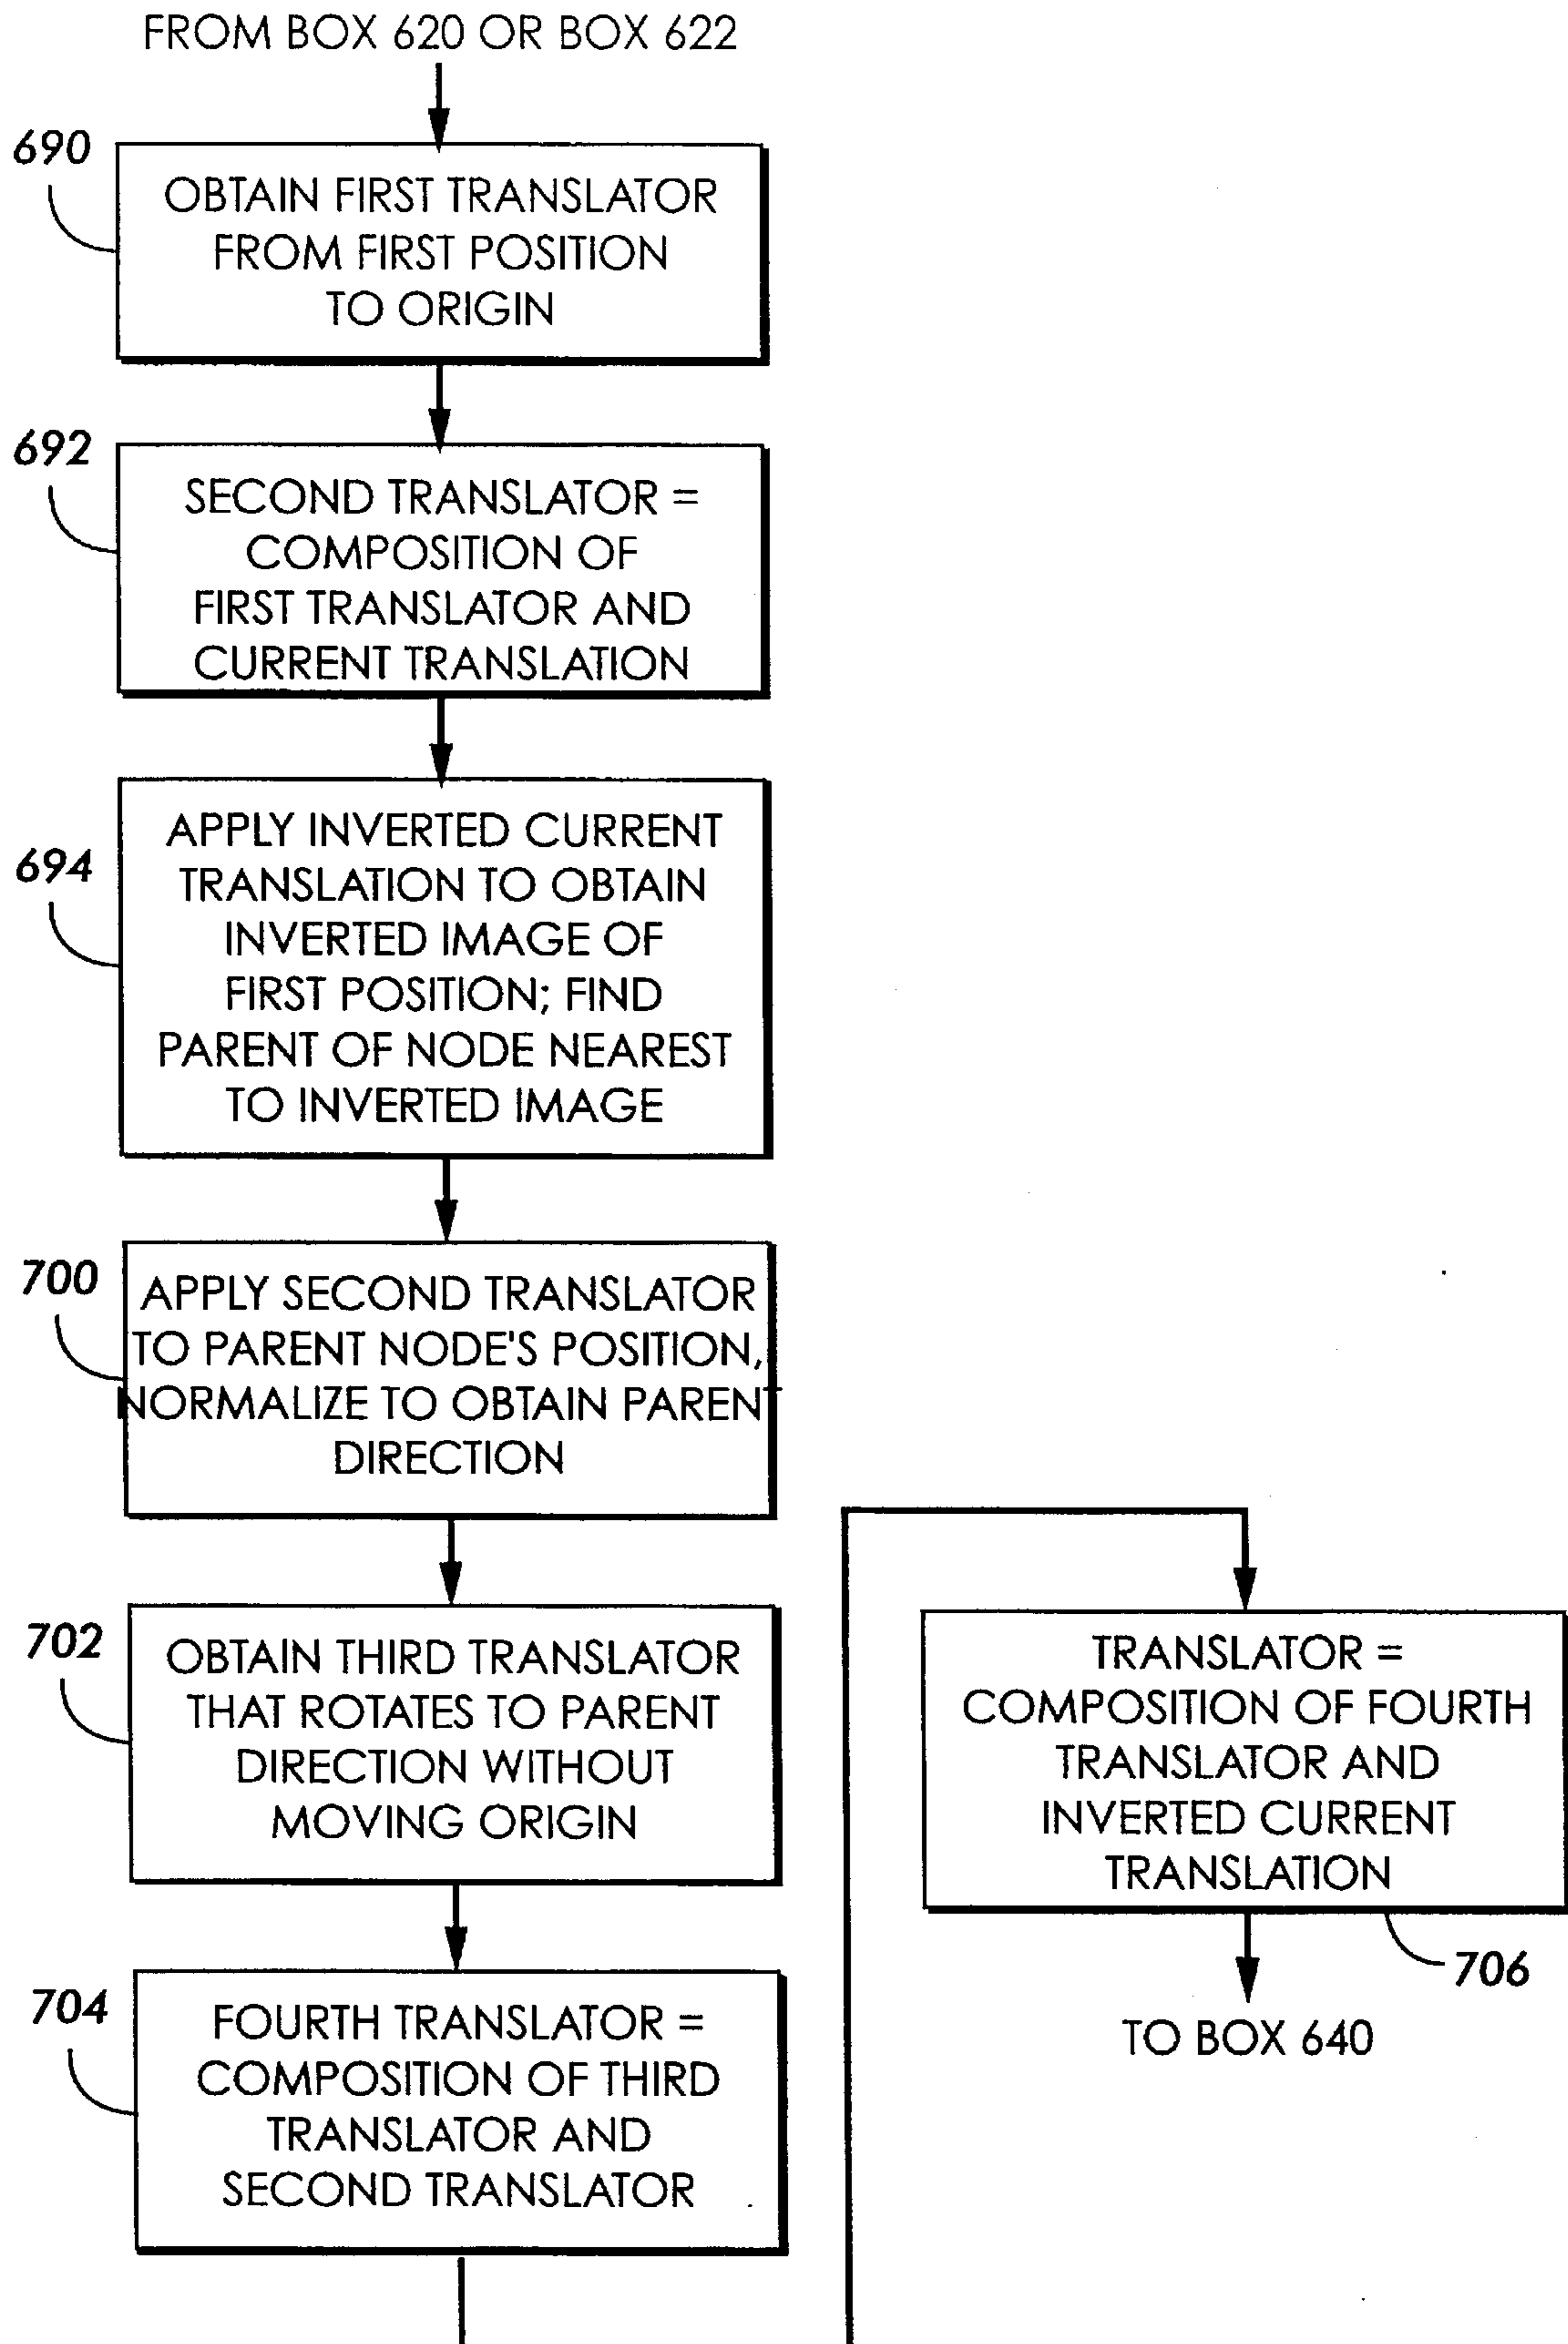 FROM BOX 620 OR BOX 622
690
OBTAIN FIRST TRANSLATOR
FROM FIRST POSITION
TO ORIGIN
692
SECOND TRANSLATOR =
COMPOSITION OF
FIRST TRANSLATOR AND
CURRENT TRANSLATION
694
APPLY INVERTED CURRENT
TRANSLATION TO OBTAIN
INVERTED IMAGE OF
FIRST POSITION; FIND
PARENT OF NODE NEAREST
TO INVERTED IMAGE
700
APPLY SECOND TRANSLATOR
TO PARENT NODE'S POSITION,
NORMALIZE TO OBTAIN PARENT
DIRECTION
702
OBTAIN THIRD TRANSLATOR
THAT ROTATES TO PARENT
DIRECTION WITHOUT
MOVING ORIGIN
704
FOURTH TRANSLATOR =
COMPOSITION OF THIRD
TRANSLATOR AND
SECOND TRANSLATOR
TRANSLATOR =
COMPOSITION OF FOURTH
TRANSLATOR AND
INVERTED CURRENT
TRANSLATION
706
TO BOX 640